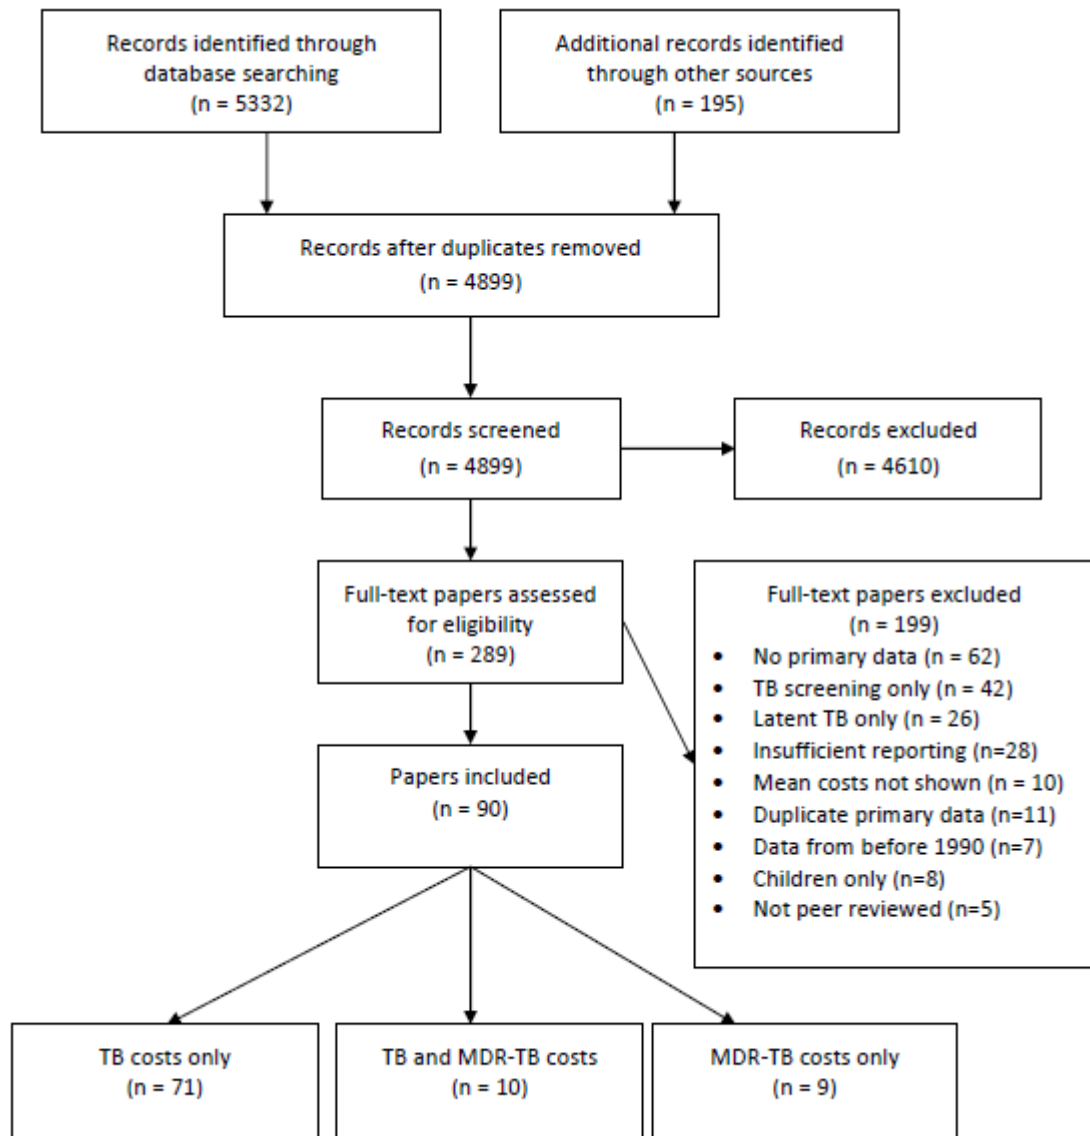 Records identified through
database searching
(n = 5332)
Additional records identified
through other sources
(n = 195)
Records after duplicates removed
(n = 4899)
Records screened
(n = 4899)
Records excluded
(n = 4610)
Full-text papers assessed
for eligibility
(n = 289)
Full-text papers excluded
(n = 199)
• No primary data (n = 62)
• TB screening only (n = 42)
• Latent TB only (n = 26)
• Insufficient reporting (n=28)
• Mean costs not shown (n = 10)
• Duplicate primary data (n=11)
• Data from before 1990 (n=7)
• Children only (n=8)
• Not peer reviewed (n=5)
Papers included
(n = 90)
TB costs only
(n = 71)
TB and MDR-TB costs
(n = 10)
MDR-TB costs only
(n = 9)